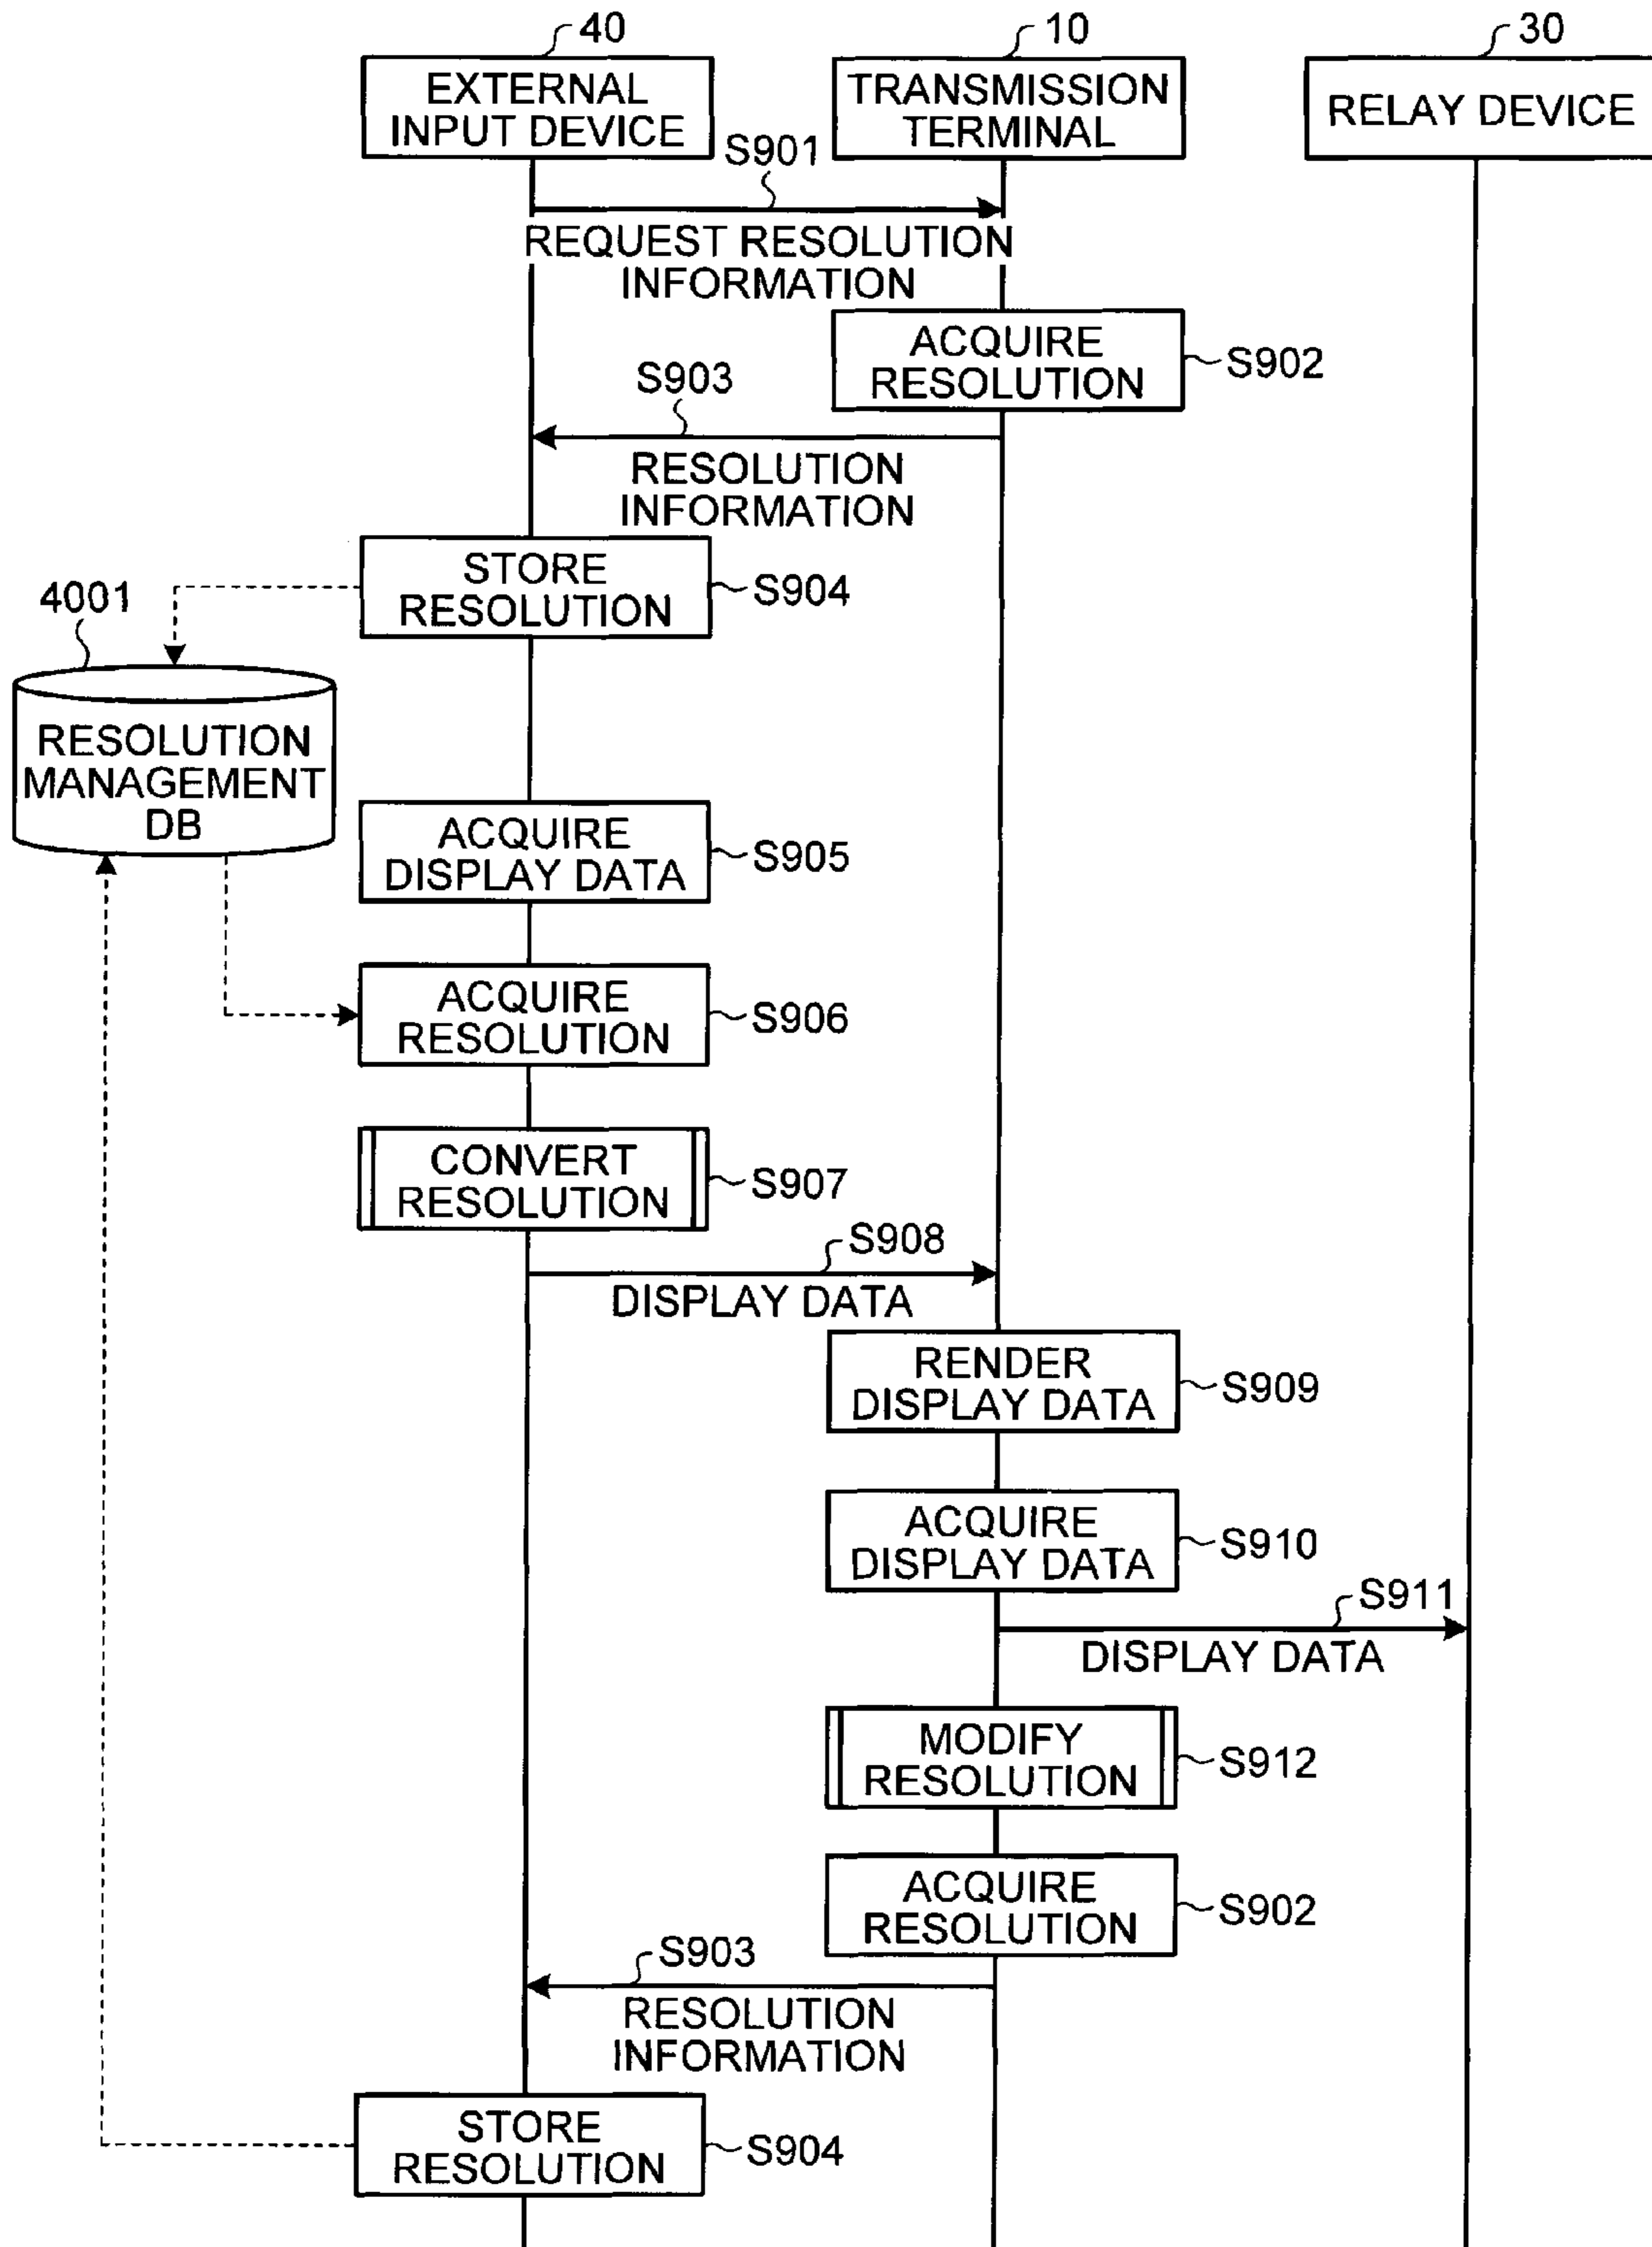 40
10
30
EXTERNAL
INPUT DEVICE
TRANSMISSION
TERMINAL
RELAY DEVICE
S901
REQUEST RESOLUTION
INFORMATION
ACQUIRE
RESOLUTION
S902
S903
RESOLUTION
INFORMATION
STORE
RESOLUTION
S904
4001
RESOLUTION
MANAGEMENT
DB
ACQUIRE
DISPLAY DATA
S905
ACQUIRE
RESOLUTION
S906
CONVERT
RESOLUTION
S907
S908
DISPLAY DATA
RENDER
DISPLAY DATA
S909
ACQUIRE
DISPLAY DATA
S910
S911
DISPLAY DATA
MODIFY
RESOLUTION
S912
ACQUIRE
RESOLUTION
S902
S903
RESOLUTION
INFORMATION
STORE
RESOLUTION
S904